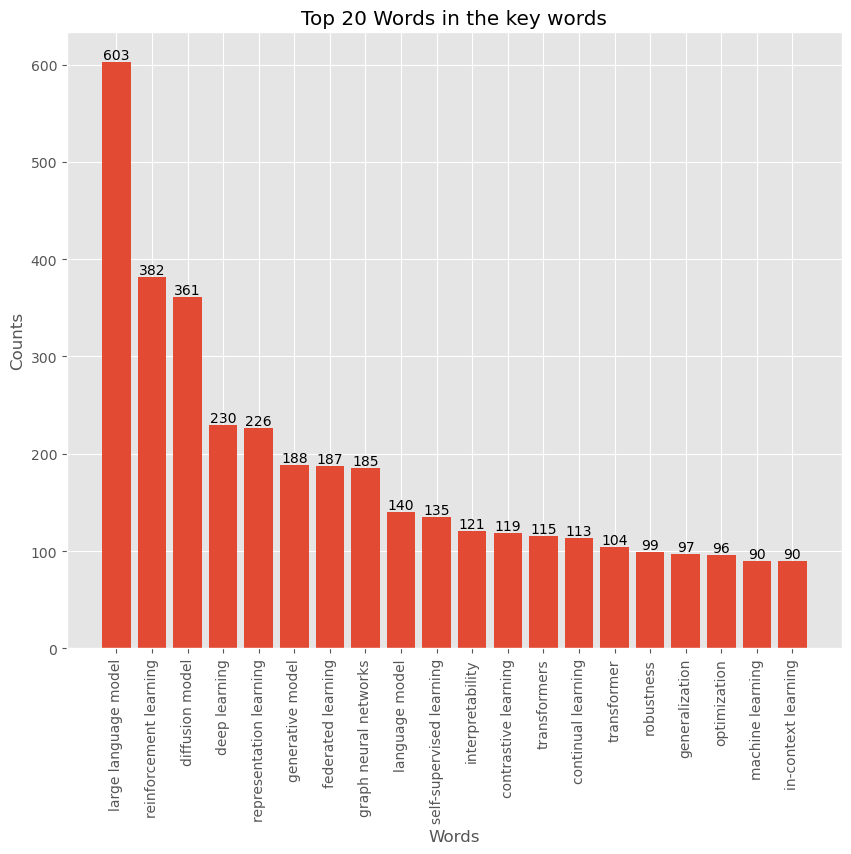 Top 20 Words in the key words
Counts
600
500
400
300
200
100
0
603
382
361
230
226
188
187
185
140
135
121
119
115
113
104
99
97
96
90
90
large language model
reinforcement learning
diffusion model
deep learning
representation learning
generative model
federated learning
graph neural networks
language model
self-supervised learning
interpretability
contrastive learning
transformers
continual learning
transformer
robustness
generalization
optimization
machine learning
in-context learning
Words